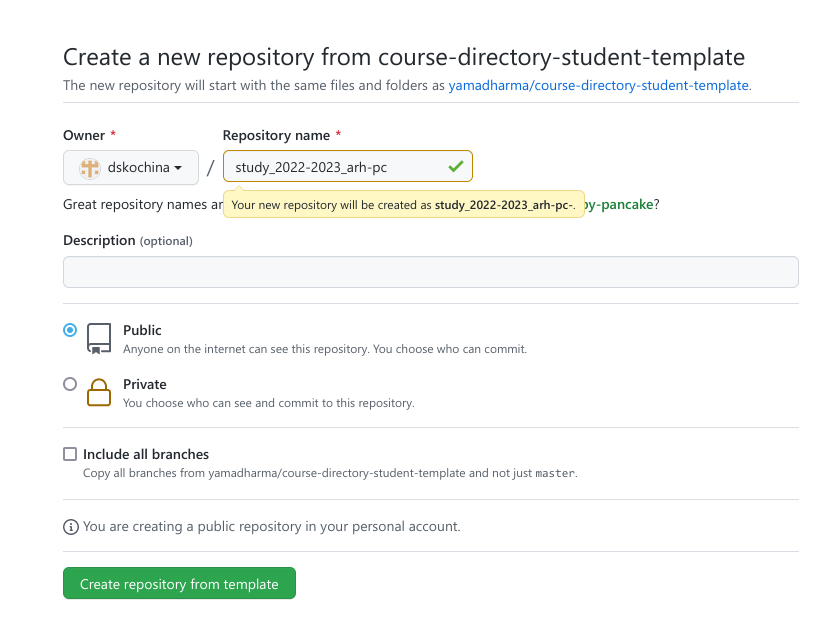 Create a new repository from course-directory-student-template
The new repository will start with the same files and folders as yamadharma/course-directory-student-template.
Owner * Repository name *
dskochina / study_2022-2023_arh-pc
Your new repository will be created as study_2022-2023_arh-pc-.
Great repository names by-pancake?
Description (optional)
Public
Anyone on the internet can see this repository. You choose who can commit.
Private
You choose who can see and commit to this repository.
Include all branches
Copy all branches from yamadharma/course-directory-student-template and not just master.
You are creating a public repository in your personal account.
Create repository from template